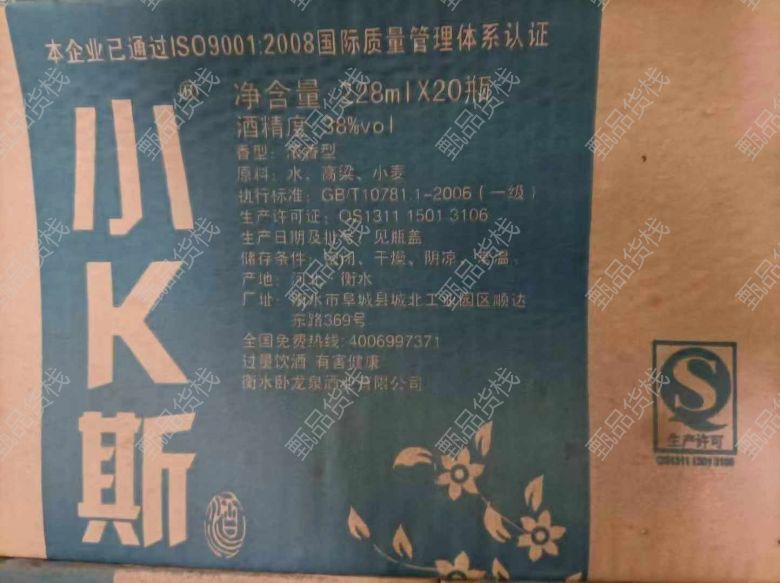 本企业已通过ISO9001:2008国际质量管理体系认证
小K斯
酒
净含量 228ml×20瓶
酒精度 38%vol
香型：浓香型
原料：水、高粱、小麦
执行标准：GB/T10781.1-2006（一级）
生产许可证：QS1311 1501 3106
生产日期及批号：见瓶盖
储存条件：密闭、干燥、阴凉、常温
产地：河北 衡水
厂址：衡水市阜城县城北工业园区顺达
东路369号
全国免费热线：4006997371
过量饮酒 有害健康
衡水卧龙泉酒业有限公司
生产许可
甄品货栈